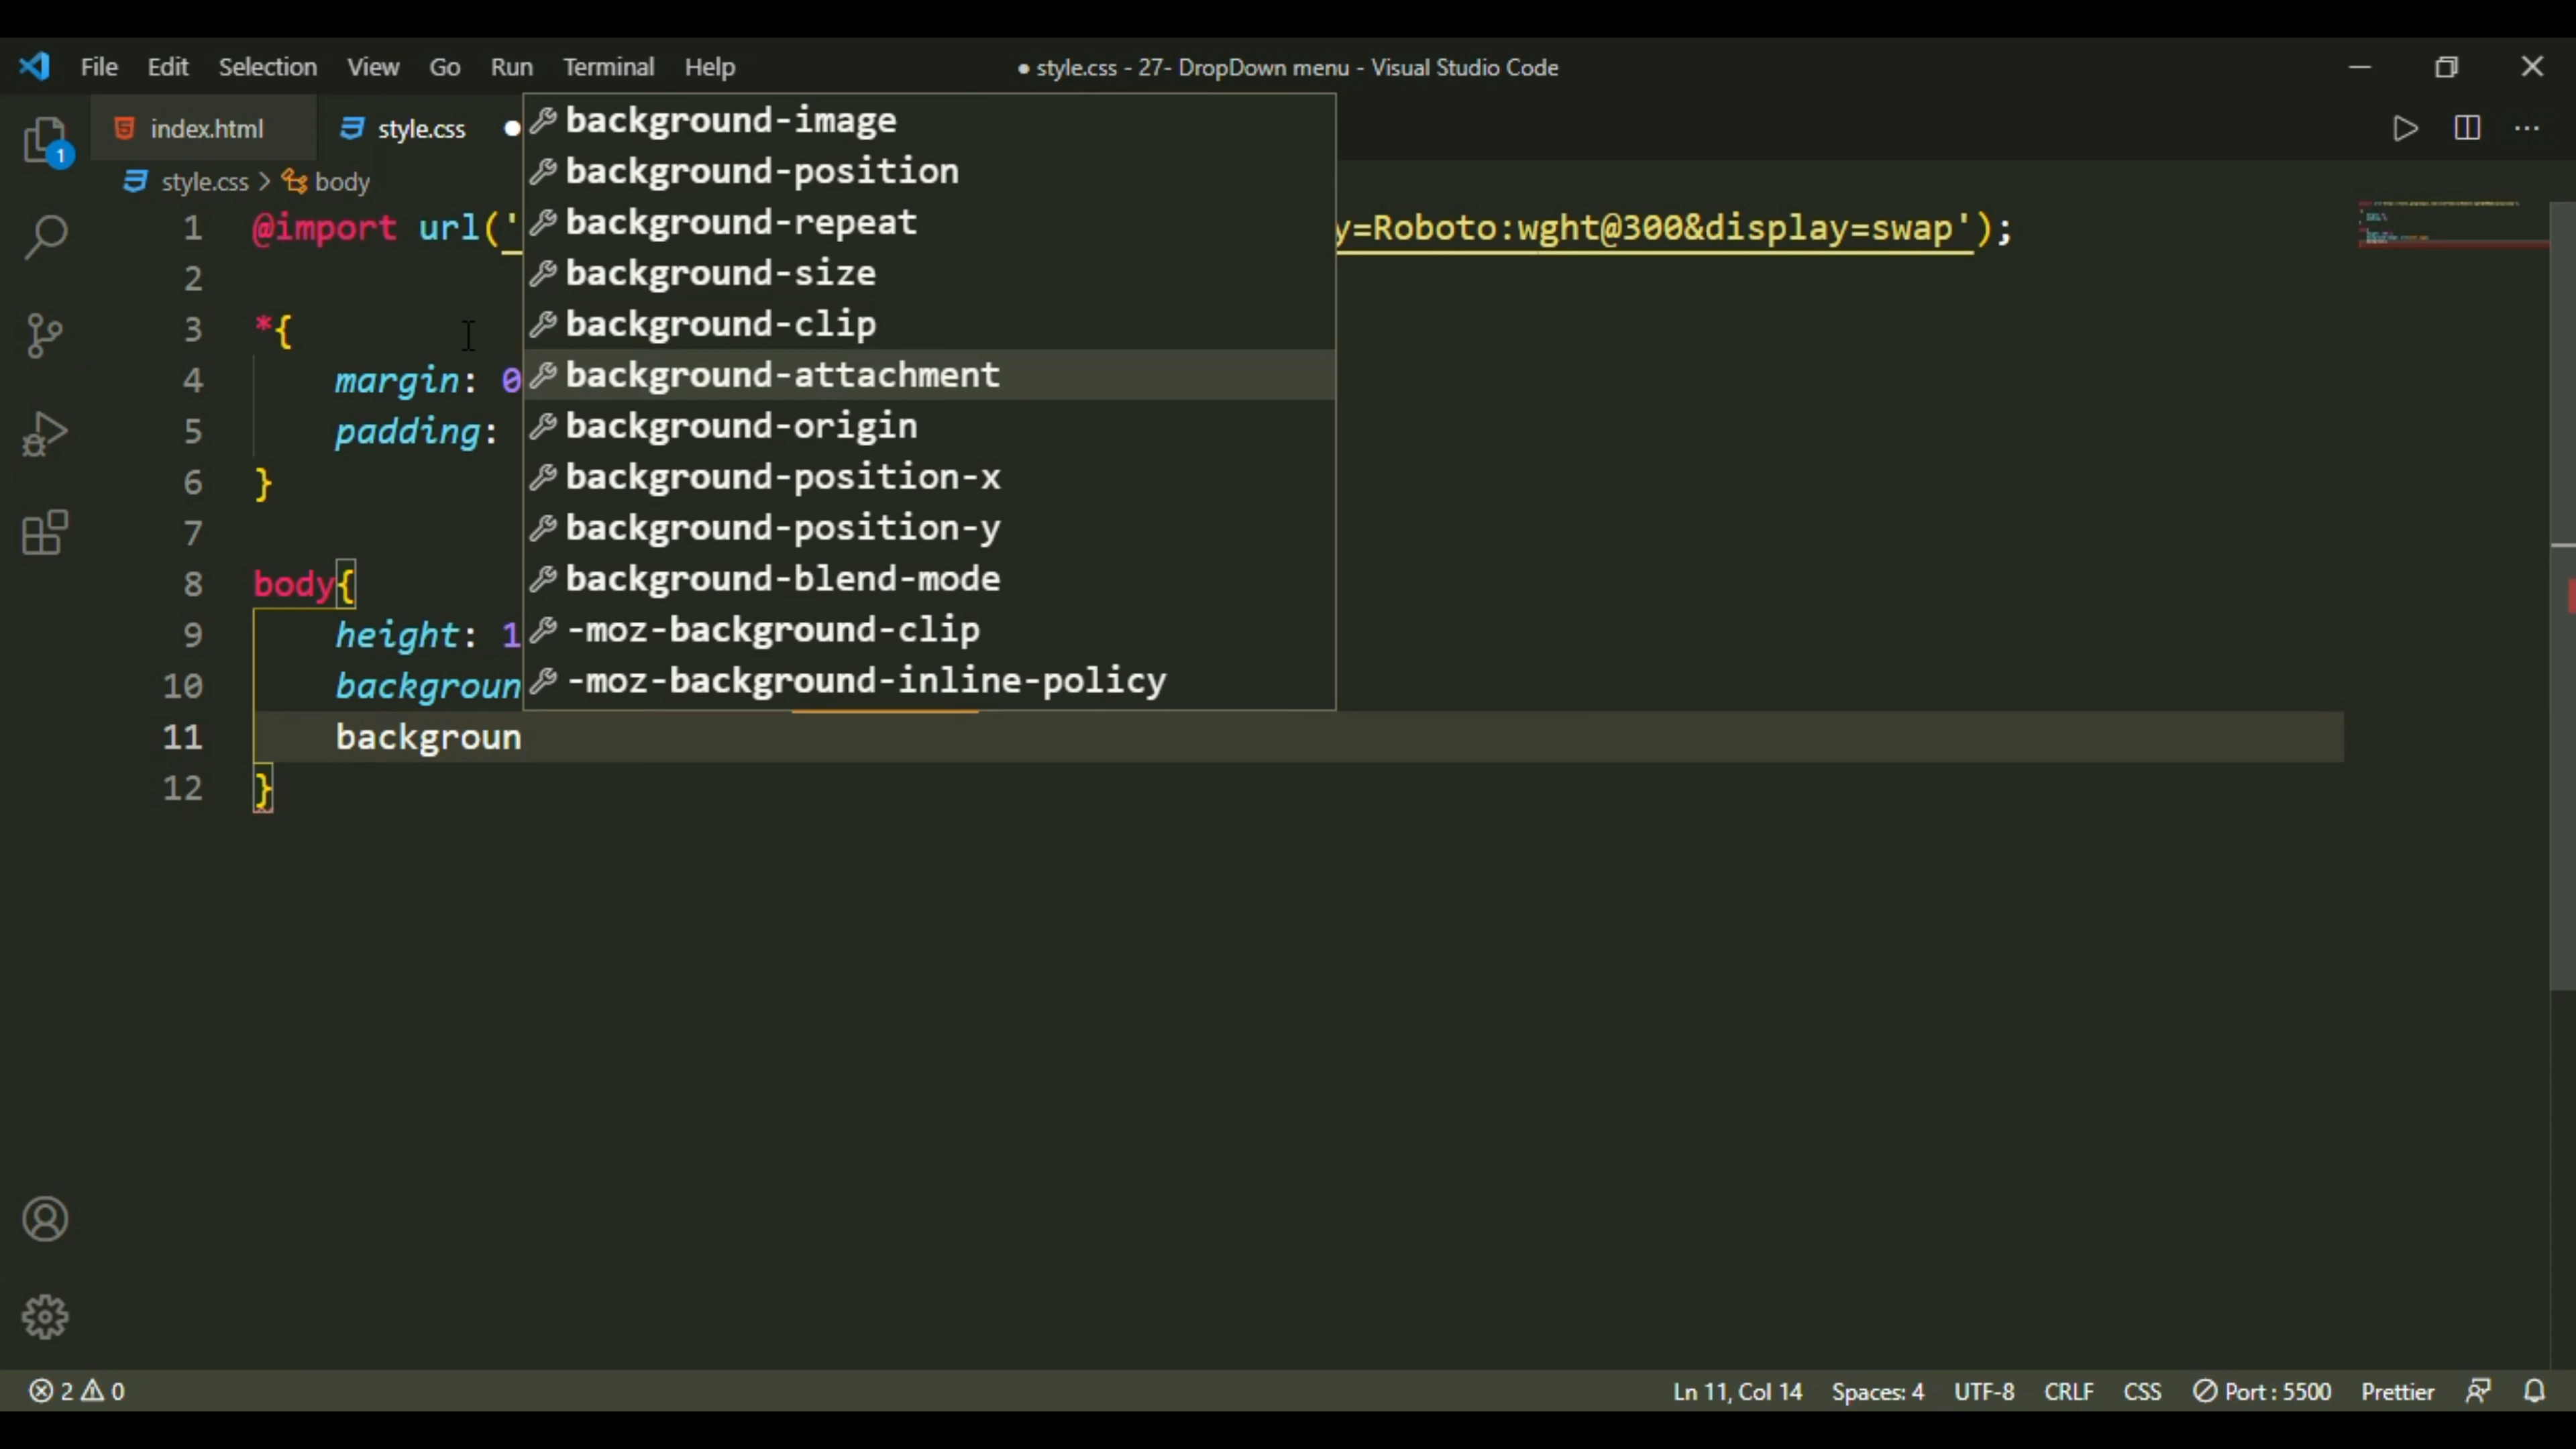 File Edit Selection View Go Run Terminal Help
● style.css - 27- DropDown menu - Visual Studio Code
index.html
style.css
1
style.css > body
1 @import url('
y=Roboto:wght@300&display=swap');
2
3 *{
4 margin: 0
5 padding:
6 }
7
8 body{
9 height: 1
10 backgroun
11 backgroun
12 }
background-image
background-position
background-repeat
background-size
background-clip
background-attachment
background-origin
background-position-x
background-position-y
background-blend-mode
-moz-background-clip
-moz-background-inline-policy
2 0
Ln 11, Col 14 Spaces: 4 UTF-8 CRLF CSS Port : 5500 Prettier